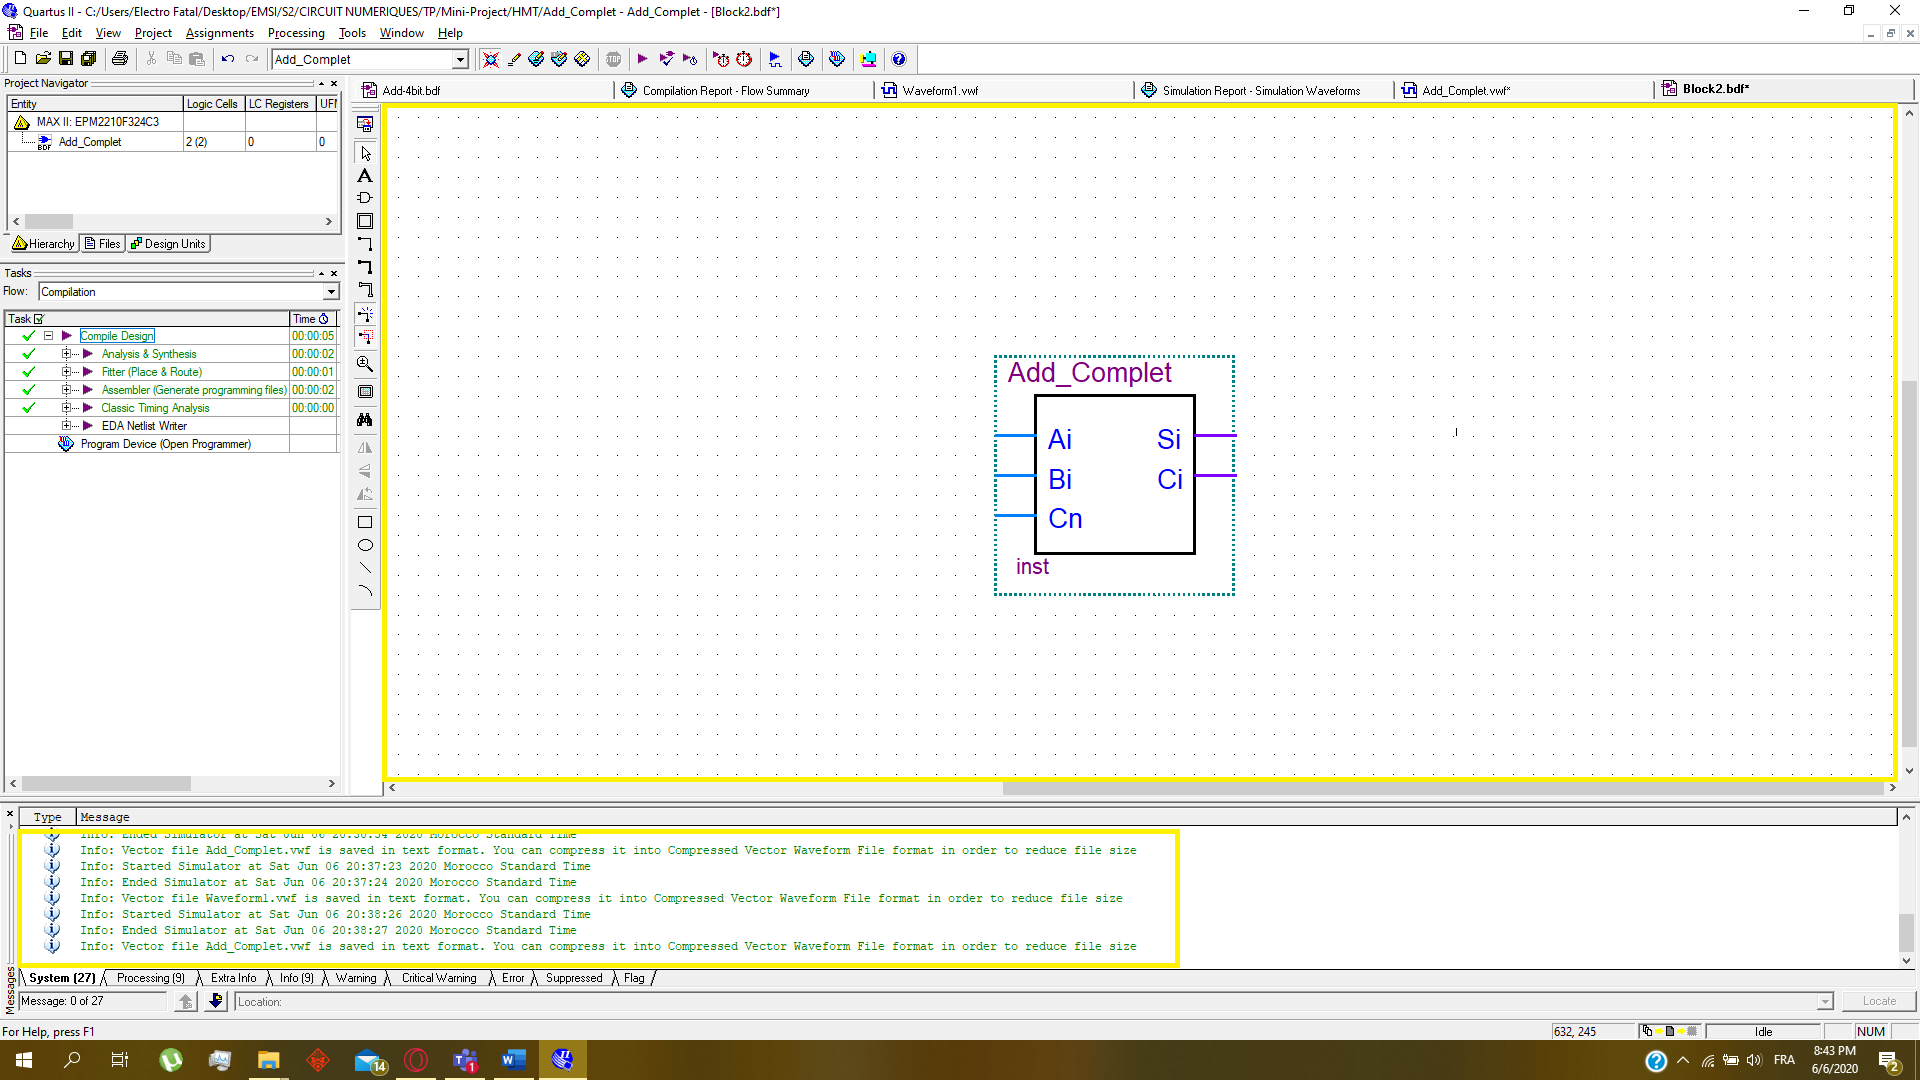 Quartus II - C:/Users/Electro Fatal/Desktop/EMSI/S2/CIRCUIT NUMERIQUES/TP/Mini-Project/HMT/Add_Complet - Add_Complet - [Block2.bdf*]
File Edit View Project Assignments Processing Tools Window Help
Add_Complet
STOP
Project Navigator
Entity Logic Cells LC Registers UFM
MAX II: EPM2210F324C3
BDF Add_Complet 2 (2) 0 0
Hierarchy Files Design Units
Tasks
Flow: Compilation
Task Time
Compile Design 00:00:05
Analysis & Synthesis 00:00:02
Fitter (Place & Route) 00:00:01
Assembler (Generate programming files) 00:00:02
Classic Timing Analysis 00:00:00
EDA Netlist Writer
Program Device (Open Programmer)
Add-4bit.bdf Compilation Report - Flow Summary Waveform1.vwf Simulation Report - Simulation Waveforms Add_Complet.vwf* Block2.bdf*
A
Add_Complet
Ai Si
Bi Ci
Cn
inst
Type Message
Info: Ended Simulator at Sat Jun 06 20:36:54 2020 Morocco Standard Time
Info: Vector file Add_Complet.vwf is saved in text format. You can compress it into Compressed Vector Waveform File format in order to reduce file size
Info: Started Simulator at Sat Jun 06 20:37:23 2020 Morocco Standard Time
Info: Ended Simulator at Sat Jun 06 20:37:24 2020 Morocco Standard Time
Info: Vector file Waveform1.vwf is saved in text format. You can compress it into Compressed Vector Waveform File format in order to reduce file size
Info: Started Simulator at Sat Jun 06 20:38:26 2020 Morocco Standard Time
Info: Ended Simulator at Sat Jun 06 20:38:27 2020 Morocco Standard Time
Info: Vector file Add_Complet.vwf is saved in text format. You can compress it into Compressed Vector Waveform File format in order to reduce file size
System (27) Processing (9) Extra Info Info (9) Warning Critical Warning Error Suppressed Flag
Messages
Message: 0 of 27 Location: Locate
For Help, press F1 632, 245 Idle NUM
14 1 FRA 8:43 PM
6/6/2020 2